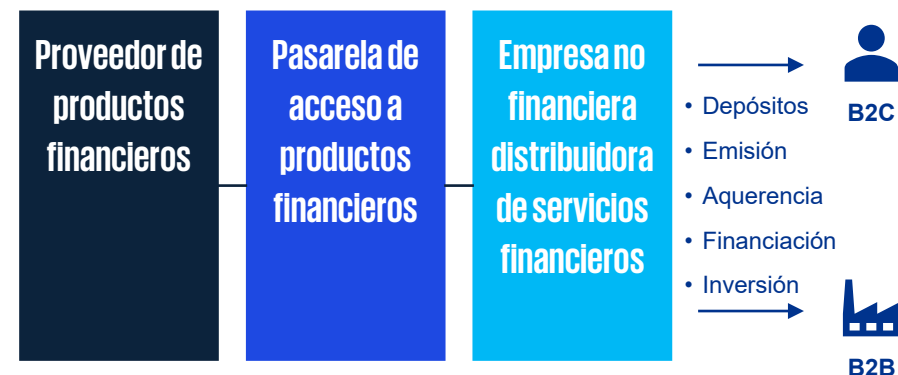 Proveedor de
productos
financieros
Pasarela de
acceso a
productos
financieros
Empresa no
financiera
distribuidora
de servicios
financieros
• Depósitos
• Emisión
• Aquerencia
• Financiación
• Inversión
B2C
B2B